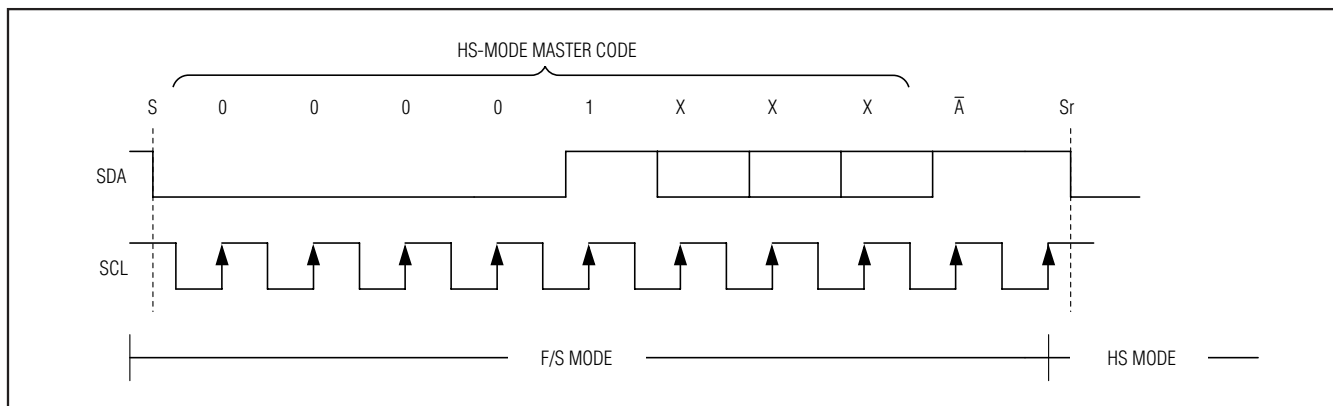 HS-MODE MASTER CODE
S 0 0 0 0 1 X X X A̅ Sr
SDA
SCL
F/S MODE HS MODE